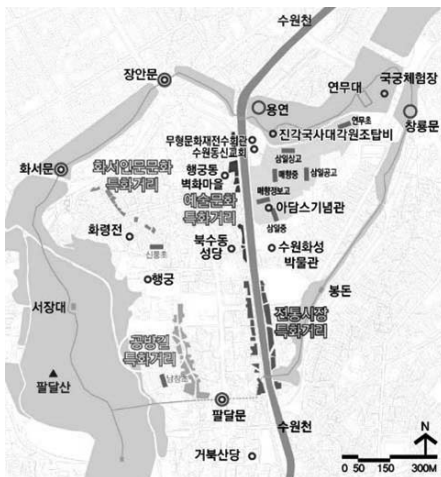 수원천
장안문
연무대
국궁체험장
용연
연무초
창룡문
진각국사대각원조탑비
무형문화재전수회관
수원동신교회
삼일상고
화서문
화서인문문화
특화거리
행궁동
벽화마을
매향중
삼일공고
예술문화
특화거리
매향정보고
아담스기념관
삼일중
화령전
신풍초
북수동
성당
수원화성
박물관
행궁
봉돈
서장대
전통시장
특화거리
공방길
특화거리
남창초
팔달산
팔달문
수원천
거북산당
N
0 50 150 300M